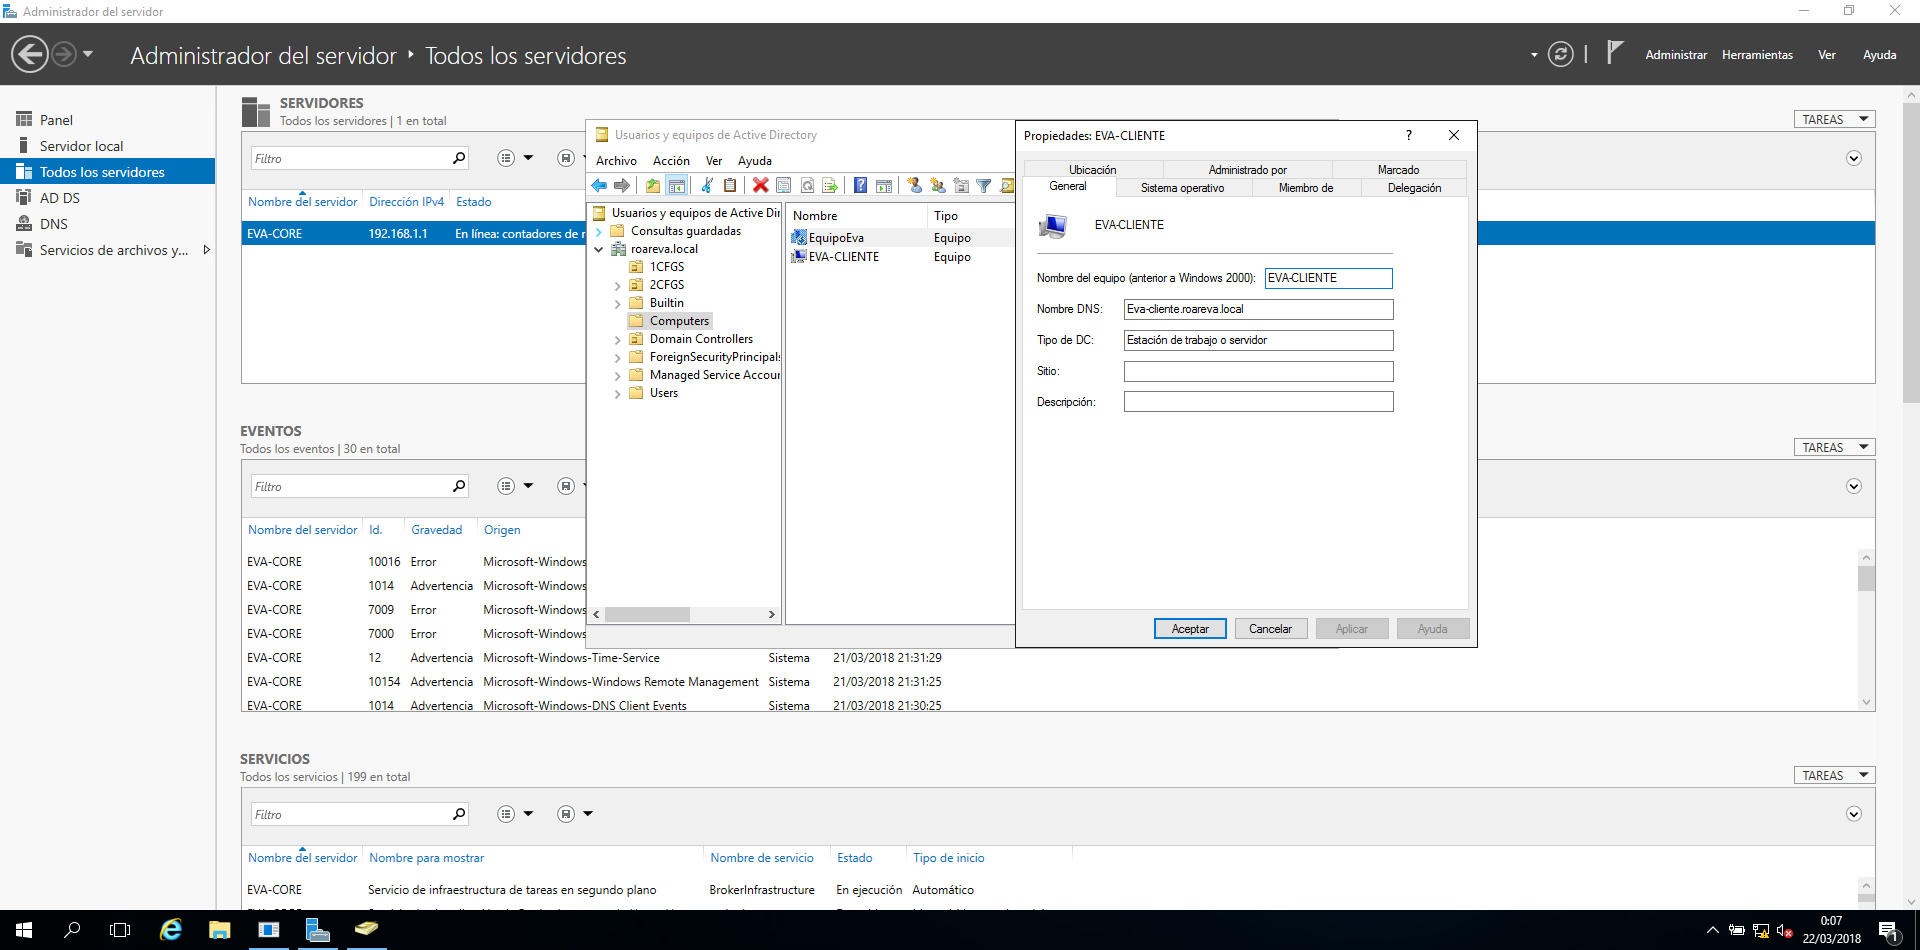 Administrador del servidor
Administrador del servidor ‣ Todos los servidores
Administrar Herramientas Ver Ayuda
Panel
Servidor local
Todos los servidores
AD DS
DNS
Servicios de archivos y...
SERVIDORES
Todos los servidores | 1 en total
TAREAS
Filtro
Nombre del servidor Dirección IPv4 Estado
EVA-CORE 192.168.1.1 En línea: contadores de r
Usuarios y equipos de Active Directory
Archivo Acción Ver Ayuda
Usuarios y equipos de Active Dir
Consultas guardadas
roareva.local
1CFGS
2CFGS
Builtin
Computers
Domain Controllers
ForeignSecurityPrincipals
Managed Service Accour
Users
Nombre Tipo
EquipoEva Equipo
EVA-CLIENTE Equipo
Propiedades: EVA-CLIENTE ?
Ubicación Administrado por Marcado
General Sistema operativo Miembro de Delegación
EVA-CLIENTE
Nombre del equipo (anterior a Windows 2000): EVA-CLIENTE
Nombre DNS: Eva-cliente.roareva.local
Tipo de DC: Estación de trabajo o servidor
Sitio:
Descripción:
Aceptar Cancelar Aplicar Ayuda
EVENTOS
Todos los eventos | 30 en total
TAREAS
Filtro
Nombre del servidor Id. Gravedad Origen
EVA-CORE 10016 Error Microsoft-Windows
EVA-CORE 1014 Advertencia Microsoft-Windows
EVA-CORE 7009 Error Microsoft-Windows
EVA-CORE 7000 Error Microsoft-Windows
EVA-CORE 12 Advertencia Microsoft-Windows-Time-Service Sistema 21/03/2018 21:31:29
EVA-CORE 10154 Advertencia Microsoft-Windows-Windows Remote Management Sistema 21/03/2018 21:31:25
EVA-CORE 1014 Advertencia Microsoft-Windows-DNS Client Events Sistema 21/03/2018 21:30:25
SERVICIOS
Todos los servicios | 199 en total
TAREAS
Filtro
Nombre del servidor Nombre para mostrar Nombre de servicio Estado Tipo de inicio
EVA-CORE Servicio de infraestructura de tareas en segundo plano BrokerInfrastructure En ejecución Automático
0:07
22/03/2018
1